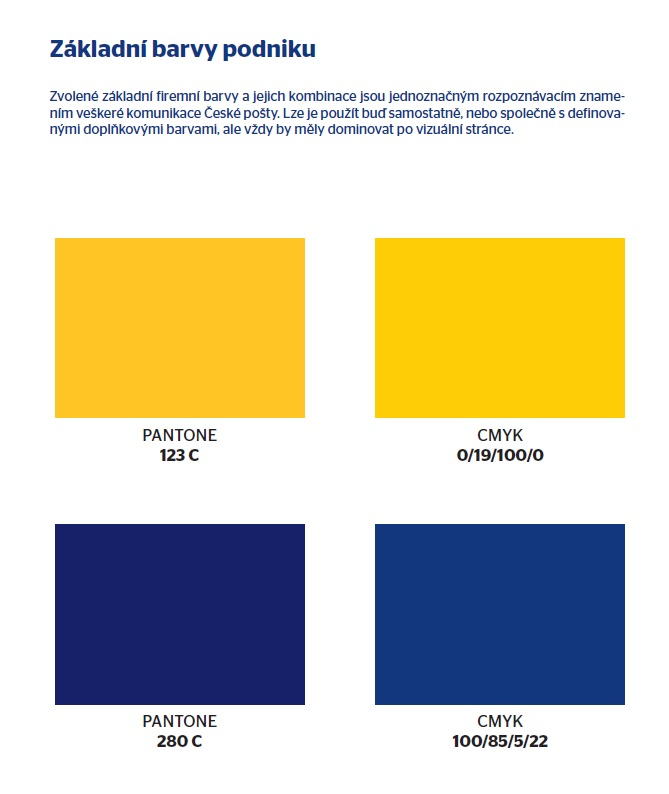 Základní barvy podniku
Zvolené základní firemní barvy a jejich kombinace jsou jednoznačným rozpoznávacím zname-
ním veškeré komunikace České pošty. Lze je použít buď samostatně, nebo společně s definova-
nými doplňkovými barvami, ale vždy by měly dominovat po vizuální stránce.
PANTONE
123 C
CMYK
0/19/100/0
PANTONE
280 C
CMYK
100/85/5/22